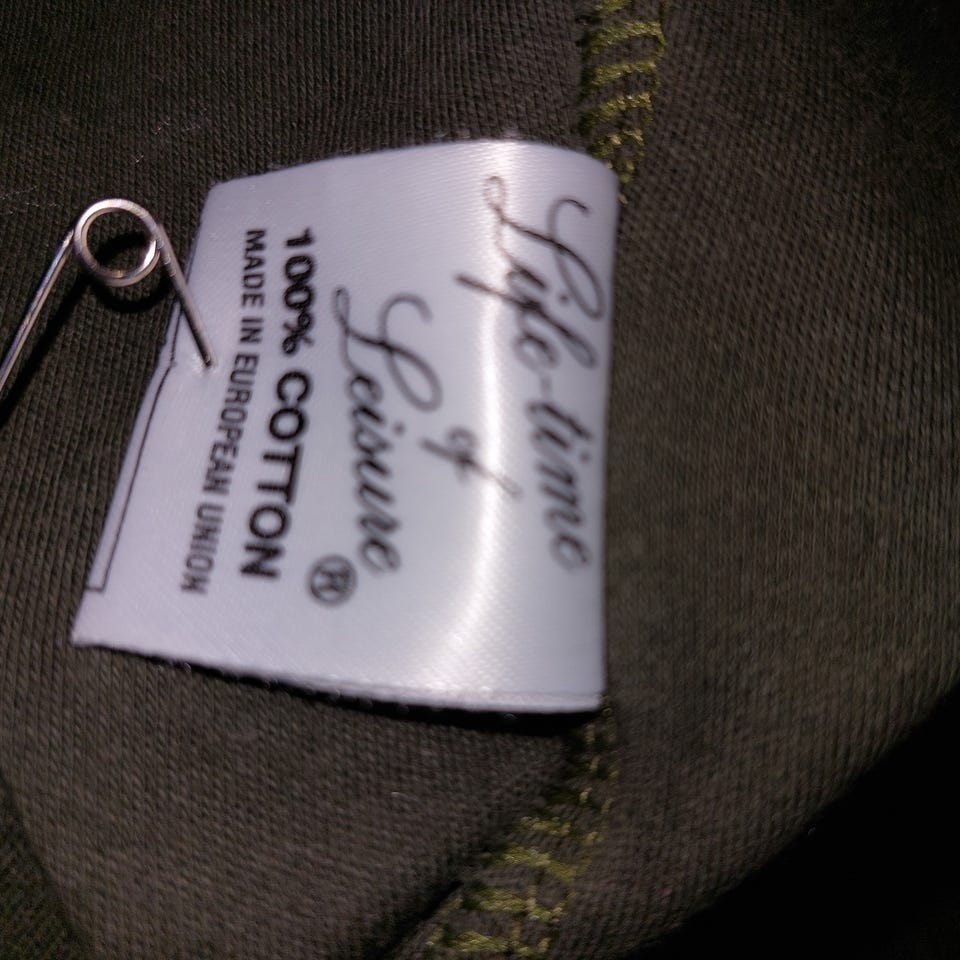 Life-time
of
Leisure ®
100% COTTON
MADE IN EUROPEAN UNION